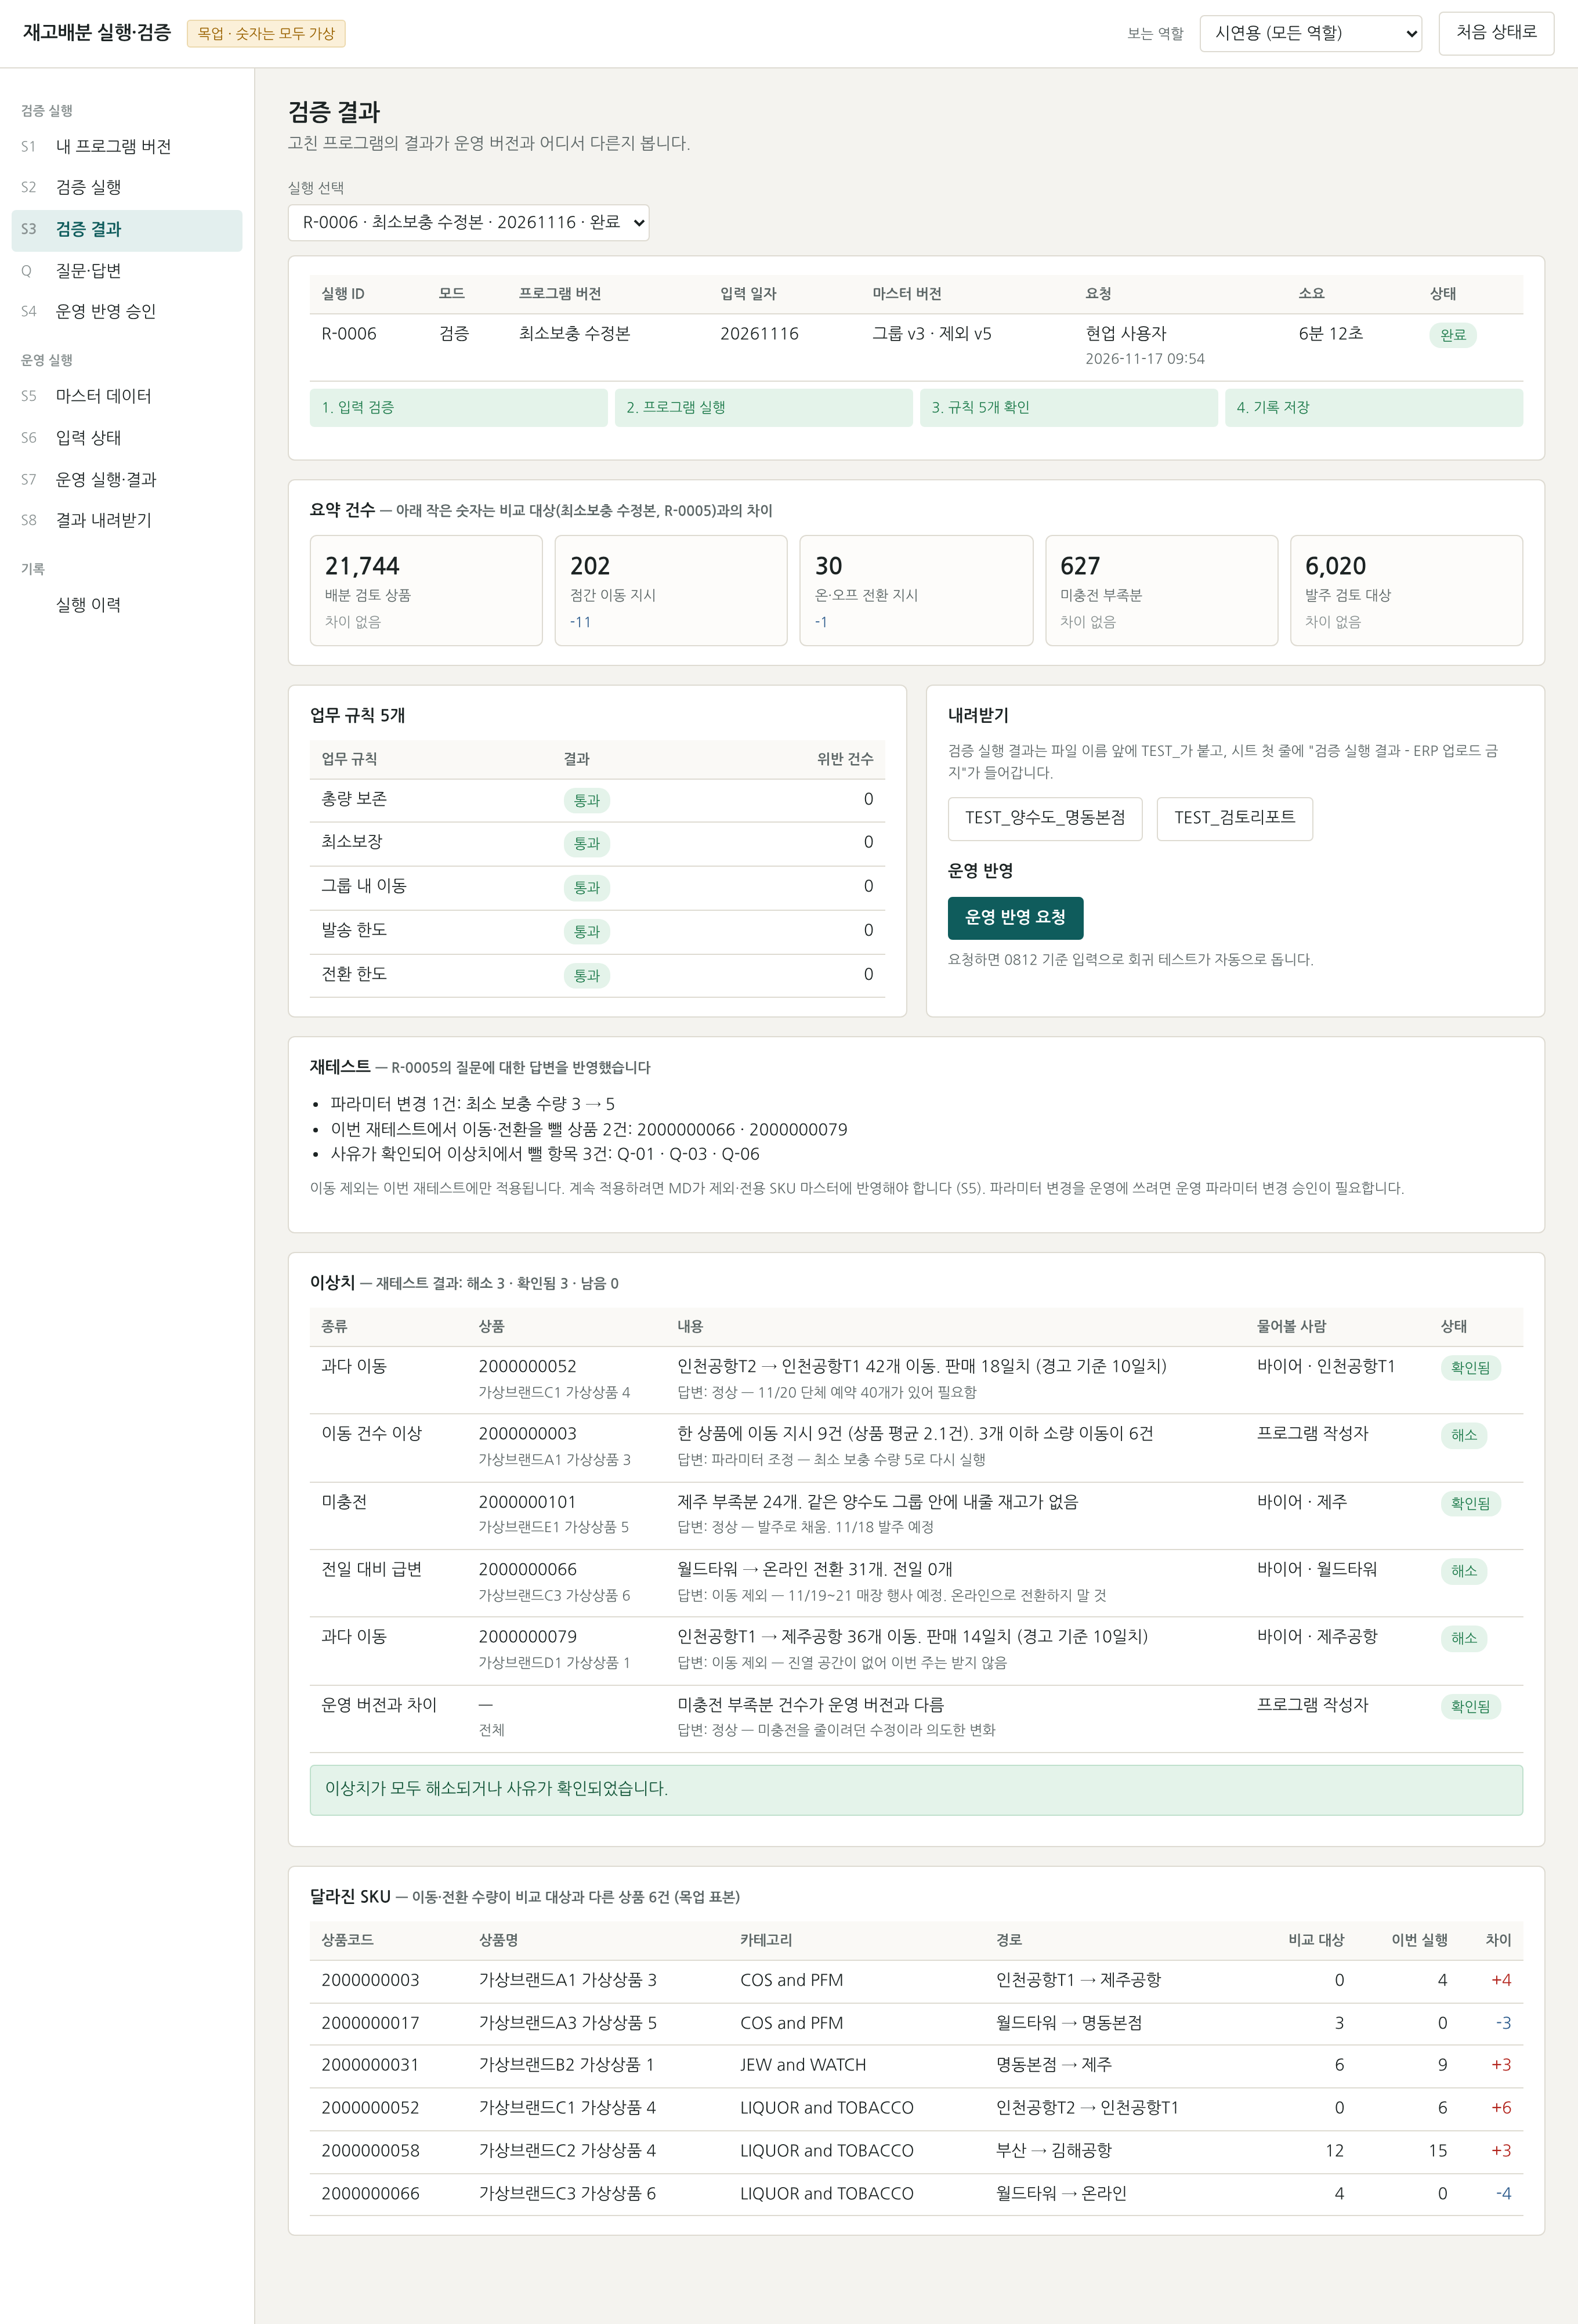 재고배분 실행·검증
목업 · 숫자는 모두 가상
보는 역할
시연용 (모든 역할)
처음 상태로
검증 실행
S1 내 프로그램 버전
S2 검증 실행
S3 검증 결과
Q 질문·답변
S4 운영 반영 승인
운영 실행
S5 마스터 데이터
S6 입력 상태
S7 운영 실행·결과
S8 결과 내려받기
기록
실행 이력
검증 결과
고친 프로그램의 결과가 운영 버전과 어디서 다른지 봅니다.
실행 선택
R-0006 · 최소보충 수정본 · 20261116 · 완료
실행 ID 모드 프로그램 버전 입력 일자 마스터 버전 요청 소요 상태
R-0006 검증 최소보충 수정본 20261116 그룹 v3 · 제외 v5 현업 사용자 6분 12초 완료
2026-11-17 09:54
1. 입력 검증 2. 프로그램 실행 3. 규칙 5개 확인 4. 기록 저장
요약 건수 — 아래 작은 숫자는 비교 대상(최소보충 수정본, R-0005)과의 차이
21,744 202 30 627 6,020
배분 검토 상품 점간 이동 지시 온·오프 전환 지시 미충전 부족분 발주 검토 대상
차이 없음 -11 -1 차이 없음 차이 없음
업무 규칙 5개
업무 규칙 결과 위반 건수
총량 보존 통과 0
최소보장 통과 0
그룹 내 이동 통과 0
발송 한도 통과 0
전환 한도 통과 0
내려받기
검증 실행 결과는 파일 이름 앞에 TEST_가 붙고, 시트 첫 줄에 "검증 실행 결과 - ERP 업로드 금
지"가 들어갑니다.
TEST_양수도_명동본점 TEST_검토리포트
운영 반영
운영 반영 요청
요청하면 0812 기준 입력으로 회귀 테스트가 자동으로 돕니다.
재테스트 — R-0005의 질문에 대한 답변을 반영했습니다
• 파라미터 변경 1건: 최소 보충 수량 3 → 5
• 이번 재테스트에서 이동·전환을 뺄 상품 2건: 2000000066 · 2000000079
• 사유가 확인되어 이상치에서 뺄 항목 3건: Q-01 · Q-03 · Q-06
이동 제외는 이번 재테스트에만 적용됩니다. 계속 적용하려면 MD가 제외·전용 SKU 마스터에 반영해야 합니다 (S5). 파라미터 변경을 운영에 쓰려면 운영 파라미터 변경 승인이 필요합니다.
이상치 — 재테스트 결과: 해소 3 · 확인됨 3 · 남음 0
종류 상품 내용 물어볼 사람 상태
과다 이동 2000000052 인천공항T2 → 인천공항T1 42개 이동. 판매 18일치 (경고 기준 10일치) 바이어 · 인천공항T1 확인됨
가상브랜드C1 가상상품 4 답변: 정상 — 11/20 단체 예약 40개가 있어 필요함
이동 건수 이상 2000000003 한 상품에 이동 지시 9건 (상품 평균 2.1건). 3개 이하 소량 이동이 6건 프로그램 작성자 해소
가상브랜드A1 가상상품 3 답변: 파라미터 조정 — 최소 보충 수량 5로 다시 실행
미충전 2000000101 제주 부족분 24개. 같은 양수도 그룹 안에 내줄 재고가 없음 바이어 · 제주 확인됨
가상브랜드E1 가상상품 5 답변: 정상 — 발주로 채움. 11/18 발주 예정
전일 대비 급변 2000000066 월드타워 → 온라인 전환 31개. 전일 0개 바이어 · 월드타워 해소
가상브랜드C3 가상상품 6 답변: 이동 제외 — 11/19~21 매장 행사 예정. 온라인으로 전환하지 말 것
과다 이동 2000000079 인천공항T1 → 제주공항 36개 이동. 판매 14일치 (경고 기준 10일치) 바이어 · 제주공항 해소
가상브랜드D1 가상상품 1 답변: 이동 제외 — 진열 공간이 없어 이번 주는 받지 않음
운영 버전과 차이 — 미충전 부족분 건수가 운영 버전과 다름 프로그램 작성자 확인됨
전체 답변: 정상 — 미충전을 줄이려던 수정이라 의도한 변화
이상치가 모두 해소되거나 사유가 확인되었습니다.
달라진 SKU — 이동·전환 수량이 비교 대상과 다른 상품 6건 (목업 표본)
상품코드 상품명 카테고리 경로 비교 대상 이번 실행 차이
2000000003 가상브랜드A1 가상상품 3 COS and PFM 인천공항T1 → 제주공항 0 4 +4
2000000017 가상브랜드A3 가상상품 5 COS and PFM 월드타워 → 명동본점 3 0 -3
2000000031 가상브랜드B2 가상상품 1 JEW and WATCH 명동본점 → 제주 6 9 +3
2000000052 가상브랜드C1 가상상품 4 LIQUOR and TOBACCO 인천공항T2 → 인천공항T1 0 6 +6
2000000058 가상브랜드C2 가상상품 4 LIQUOR and TOBACCO 부산 → 김해공항 12 15 +3
2000000066 가상브랜드C3 가상상품 6 LIQUOR and TOBACCO 월드타워 → 온라인 4 0 -4